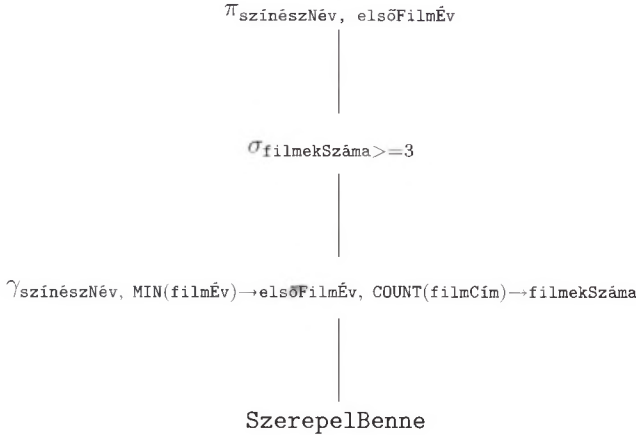 πszínészNév, elsőFilmÉv
σfilmekSzáma>=3
γszínészNév, MIN(filmÉv)→elsőFilmÉv, COUNT(filmCím)→filmekSzáma
SzerepelBenne